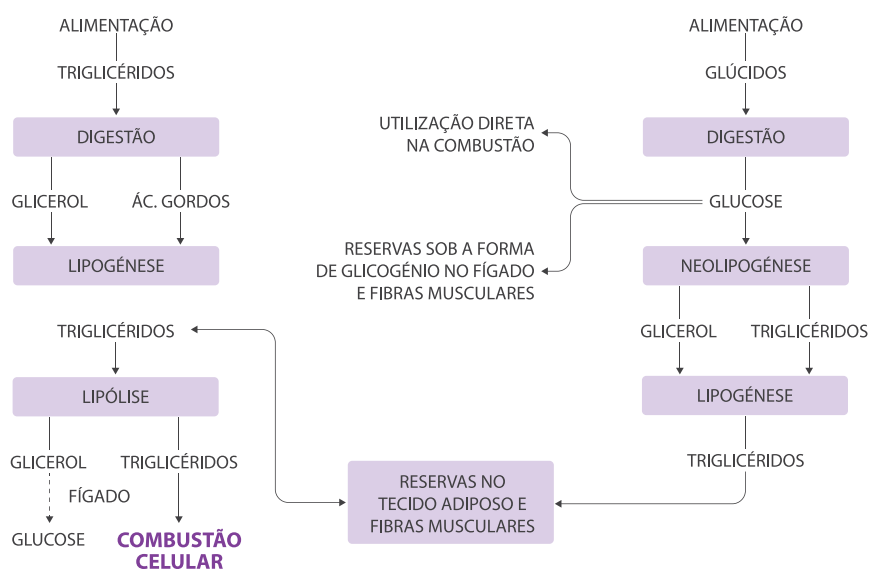 ALIMENTAÇÃO
TRIGLICÉRIDOS
DIGESTÃO
GLICEROL
ÁC. GORDOS
LIPOGÉNESE
TRIGLICÉRIDOS
LIPÓLISE
GLICEROL
TRIGLICÉRIDOS
FÍGADO
GLUCOSE
COMBUSTÃO
CELULAR
UTILIZAÇÃO DIRETA
NA COMBUSTÃO
RESERVAS SOB A FORMA
DE GLICOGÉNIO NO FÍGADO
E FIBRAS MUSCULARES
RESERVAS NO
TECIDO ADIPOSO E
FIBRAS MUSCULARES
ALIMENTAÇÃO
GLÚCIDOS
DIGESTÃO
GLUCOSE
NEOLIPOGÉNESE
GLICEROL
TRIGLICÉRIDOS
LIPOGÉNESE
TRIGLICÉRIDOS